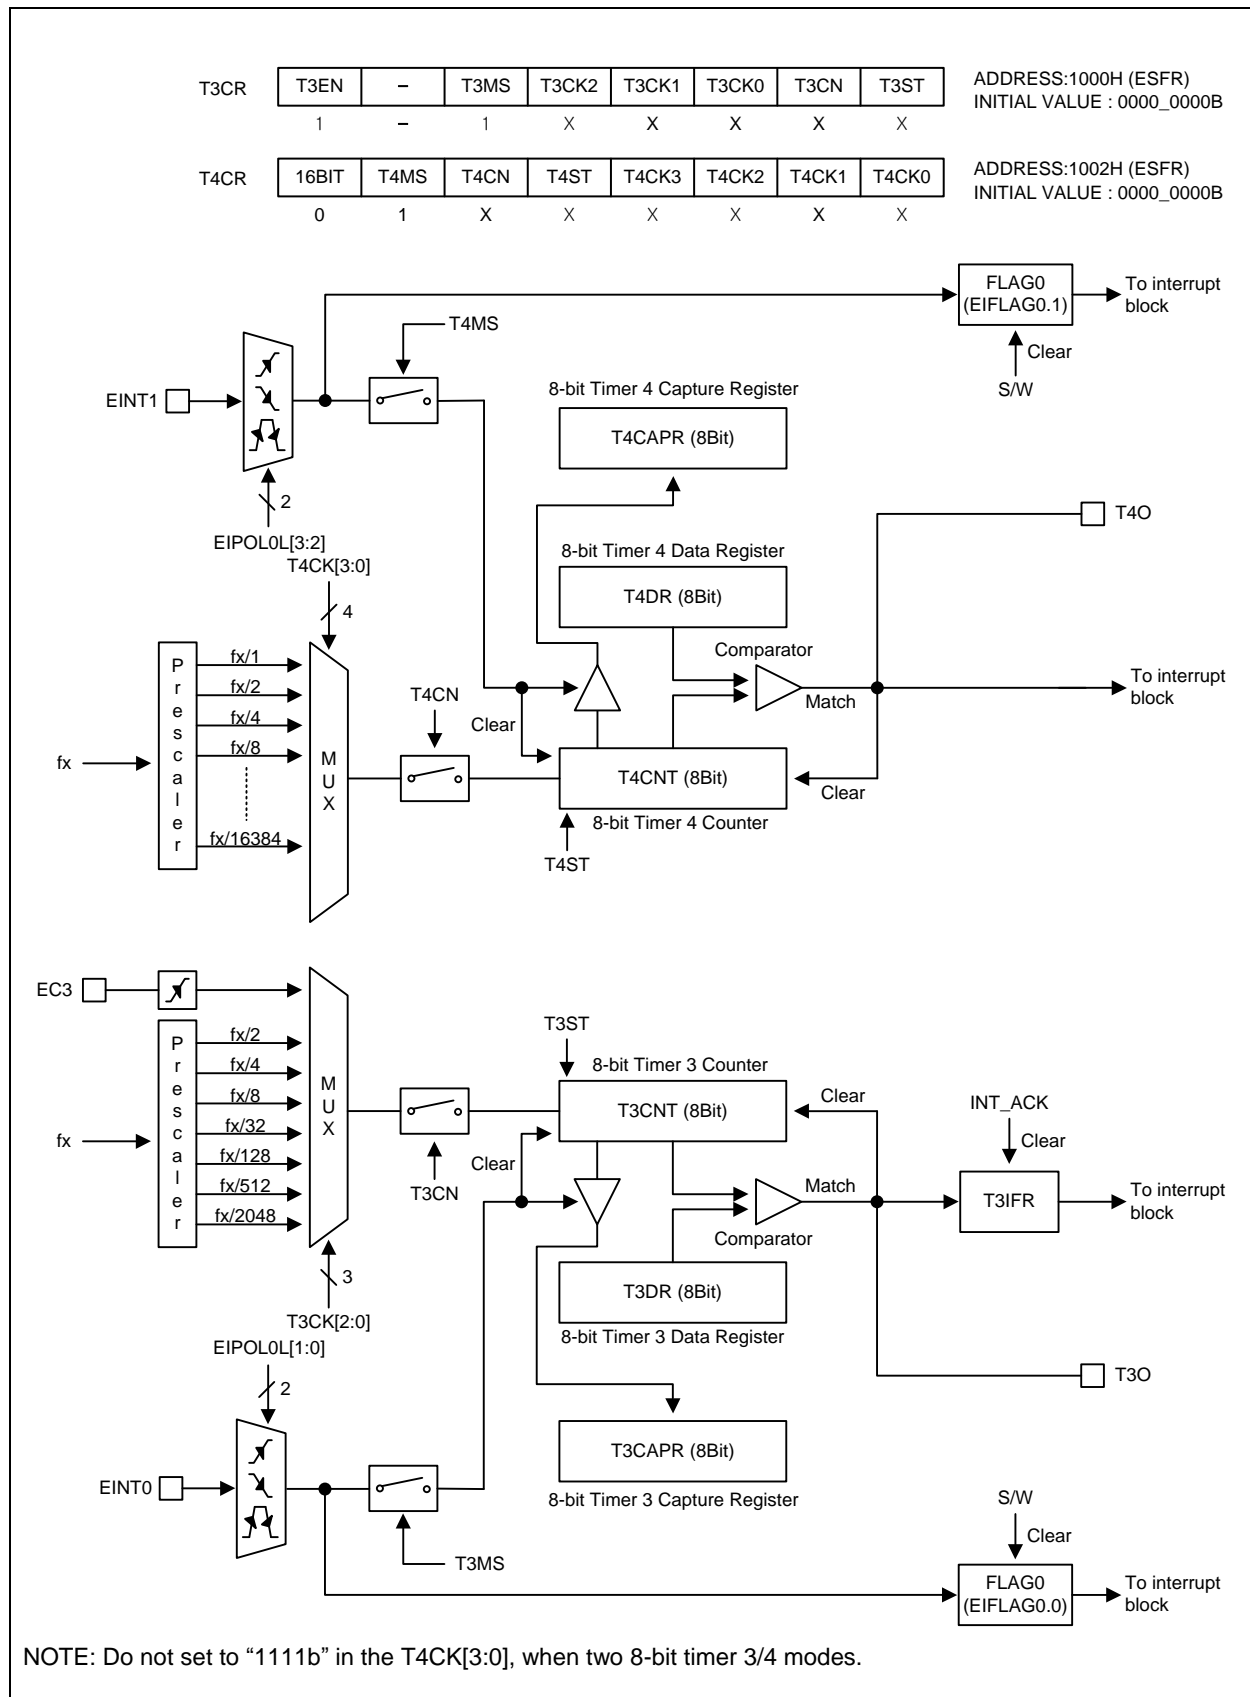 T3CR T3EN – T3MS T3CK2 T3CK1 T3CK0 T3CN T3ST ADDRESS:1000H (ESFR)
INITIAL VALUE : 0000_0000B
1 – 1 X X X X X
T4CR 16BIT T4MS T4CN T4ST T4CK3 T4CK2 T4CK1 T4CK0 ADDRESS:1002H (ESFR)
INITIAL VALUE : 0000_0000B
0 1 X X X X X X
FLAG0
(EIFLAG0.1)
To interrupt
block
Clear
S/W
T4MS
EINT1
2
EIPOL0L[3:2]
8-bit Timer 4 Capture Register
T4CAPR (8Bit)
T4O
T4CK[3:0]
4
8-bit Timer 4 Data Register
T4DR (8Bit)
Comparator
Match
To interrupt
block
fx
Prescaler
fx/1
fx/2
fx/4
fx/8
fx/16384
MUX
T4CN
Clear
T4CNT (8Bit)
Clear
8-bit Timer 4 Counter
T4ST
EC3
fx
Prescaler
fx/2
fx/4
fx/8
fx/32
fx/128
fx/512
fx/2048
MUX
3
T3CK[2:0]
T3CN
T3ST
8-bit Timer 3 Counter
T3CNT (8Bit)
Clear
Clear
INT_ACK
Clear
Match
T3IFR
To interrupt
block
Comparator
T3DR (8Bit)
8-bit Timer 3 Data Register
T3O
EIPOL0L[1:0]
2
EINT0
T3MS
T3CAPR (8Bit)
8-bit Timer 3 Capture Register
S/W
Clear
FLAG0
(EIFLAG0.0)
To interrupt
block
NOTE: Do not set to “1111b” in the T4CK[3:0], when two 8-bit timer 3/4 modes.